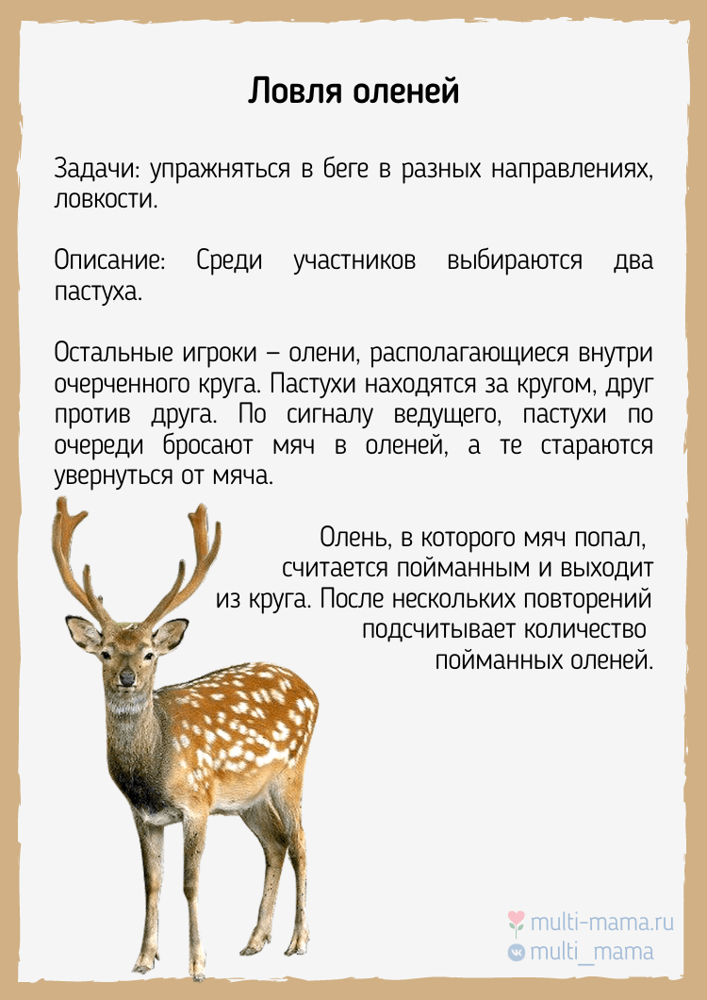 Ловля оленей
Задачи: упражняться в беге в разных направлениях,
ловкости.
Описание: Среди участников выбираются два
пастуха.
Остальные игроки – олени, располагающиеся внутри
очерченного круга. Пастухи находятся за кругом, друг
против друга. По сигналу ведущего, пастухи по
очереди бросают мяч в оленей, а те стараются
увернуться от мяча.
Олень, в которого мяч попал,
считается пойманным и выходит
из круга. После нескольких повторений
подсчитывает количество
пойманных оленей.
multi-mama.ru
multi_mama